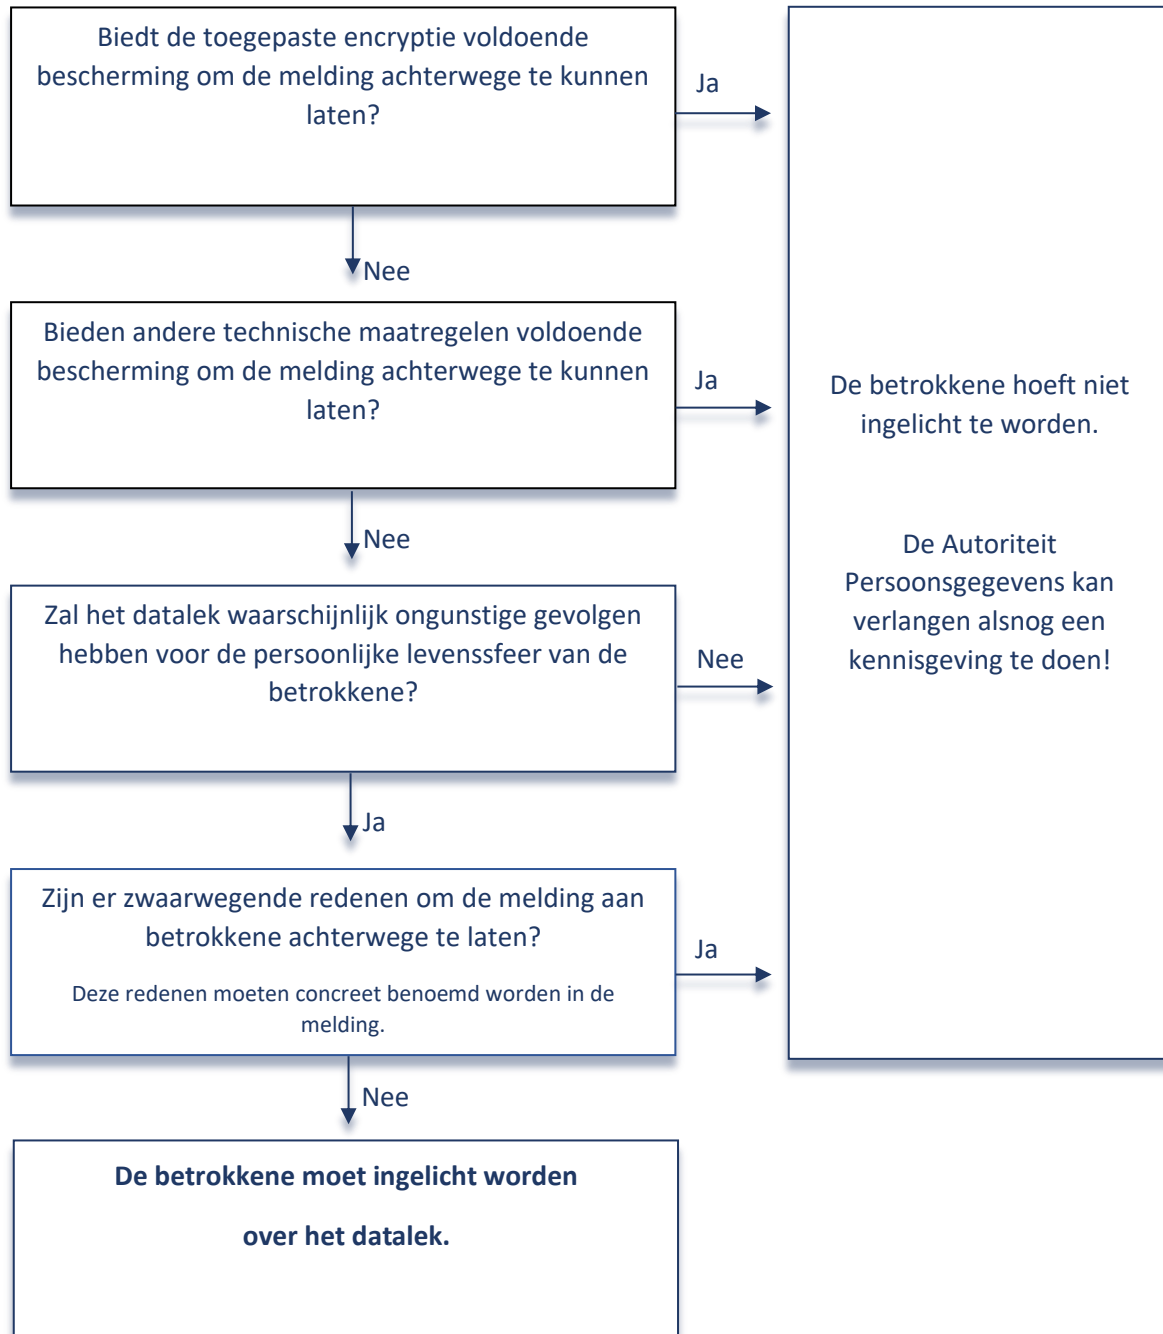 Biedt de toegepaste encryptie voldoende
bescherming om de melding achterwege te kunnen
laten?
Ja
Nee
Bieden andere technische maatregelen voldoende
bescherming om de melding achterwege te kunnen
laten?
Ja
Nee
Zal het datalek waarschijnlijk ongunstige gevolgen
hebben voor de persoonlijke levenssfeer van de
betrokkene?
Nee
Ja
Zijn er zwaarwegende redenen om de melding aan
betrokkene achterwege te laten?
Deze redenen moeten concreet benoemd worden in de
melding.
Ja
Nee
De betrokkene moet ingelicht worden
over het datalek.
De betrokkene hoeft niet
ingelicht te worden.
De Autoriteit
Persoonsgegevens kan
verlangen alsnog een
kennisgeving te doen!